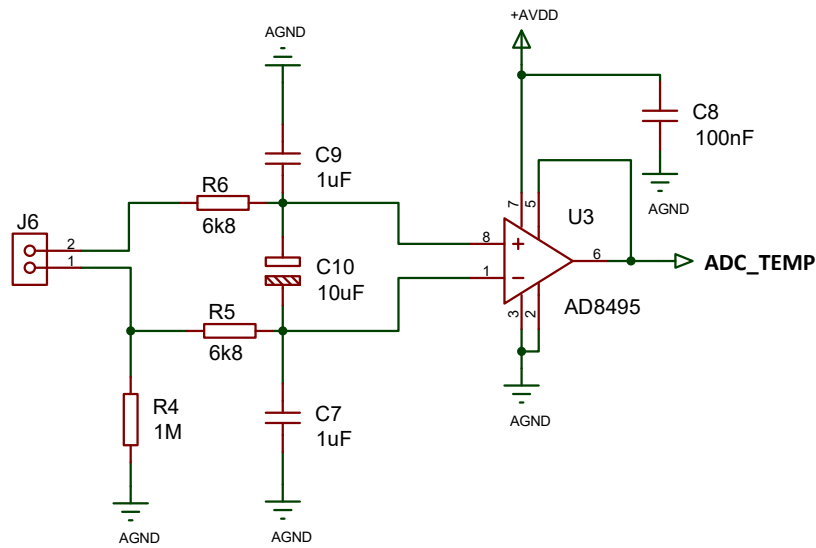 +AVDD
AGND
C8
100nF
C9
1uF
R6
6k8
AGND
J6
2
1
7
5
U3
8
C10
10uF
1
6
ADC_TEMP
R5
6k8
3
2
AD8495
R4
1M
C7
1uF
AGND
AGND
AGND